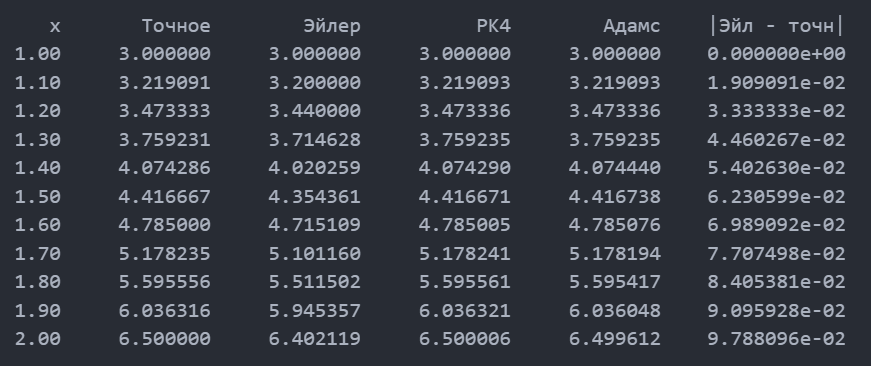 x Точное Эйлер РК4 Адамс |Эйл - точн|
1.00 3.000000 3.000000 3.000000 3.000000 0.000000e+00
1.10 3.219091 3.200000 3.219093 3.219093 1.909091e-02
1.20 3.473333 3.440000 3.473336 3.473336 3.333333e-02
1.30 3.759231 3.714628 3.759235 3.759235 4.460267e-02
1.40 4.074286 4.020259 4.074290 4.074440 5.402630e-02
1.50 4.416667 4.354361 4.416671 4.416738 6.230599e-02
1.60 4.785000 4.715109 4.785005 4.785076 6.989092e-02
1.70 5.178235 5.101160 5.178241 5.178194 7.707498e-02
1.80 5.595556 5.511502 5.595561 5.595417 8.405381e-02
1.90 6.036316 5.945357 6.036321 6.036048 9.095928e-02
2.00 6.500000 6.402119 6.500006 6.499612 9.788096e-02